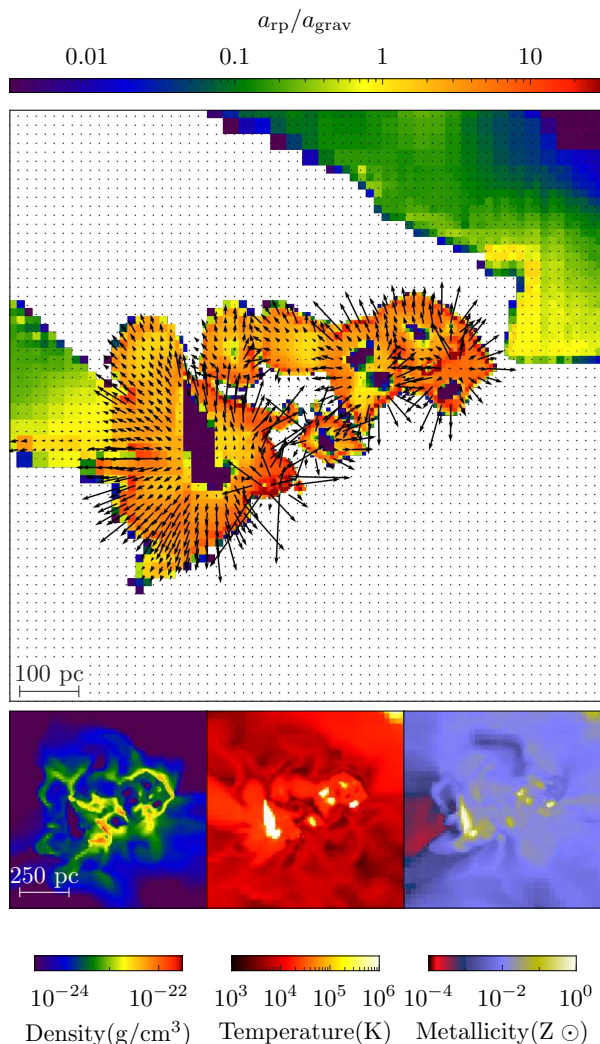 a_rp/a_grav
0.01 0.1 1 10
100 pc
250 pc
10^−24 10^−22 10^3 10^4 10^5 10^6 10^−4 10^−2 10^0
Density(g/cm^3) Temperature(K) Metallicity(Z ⊙)